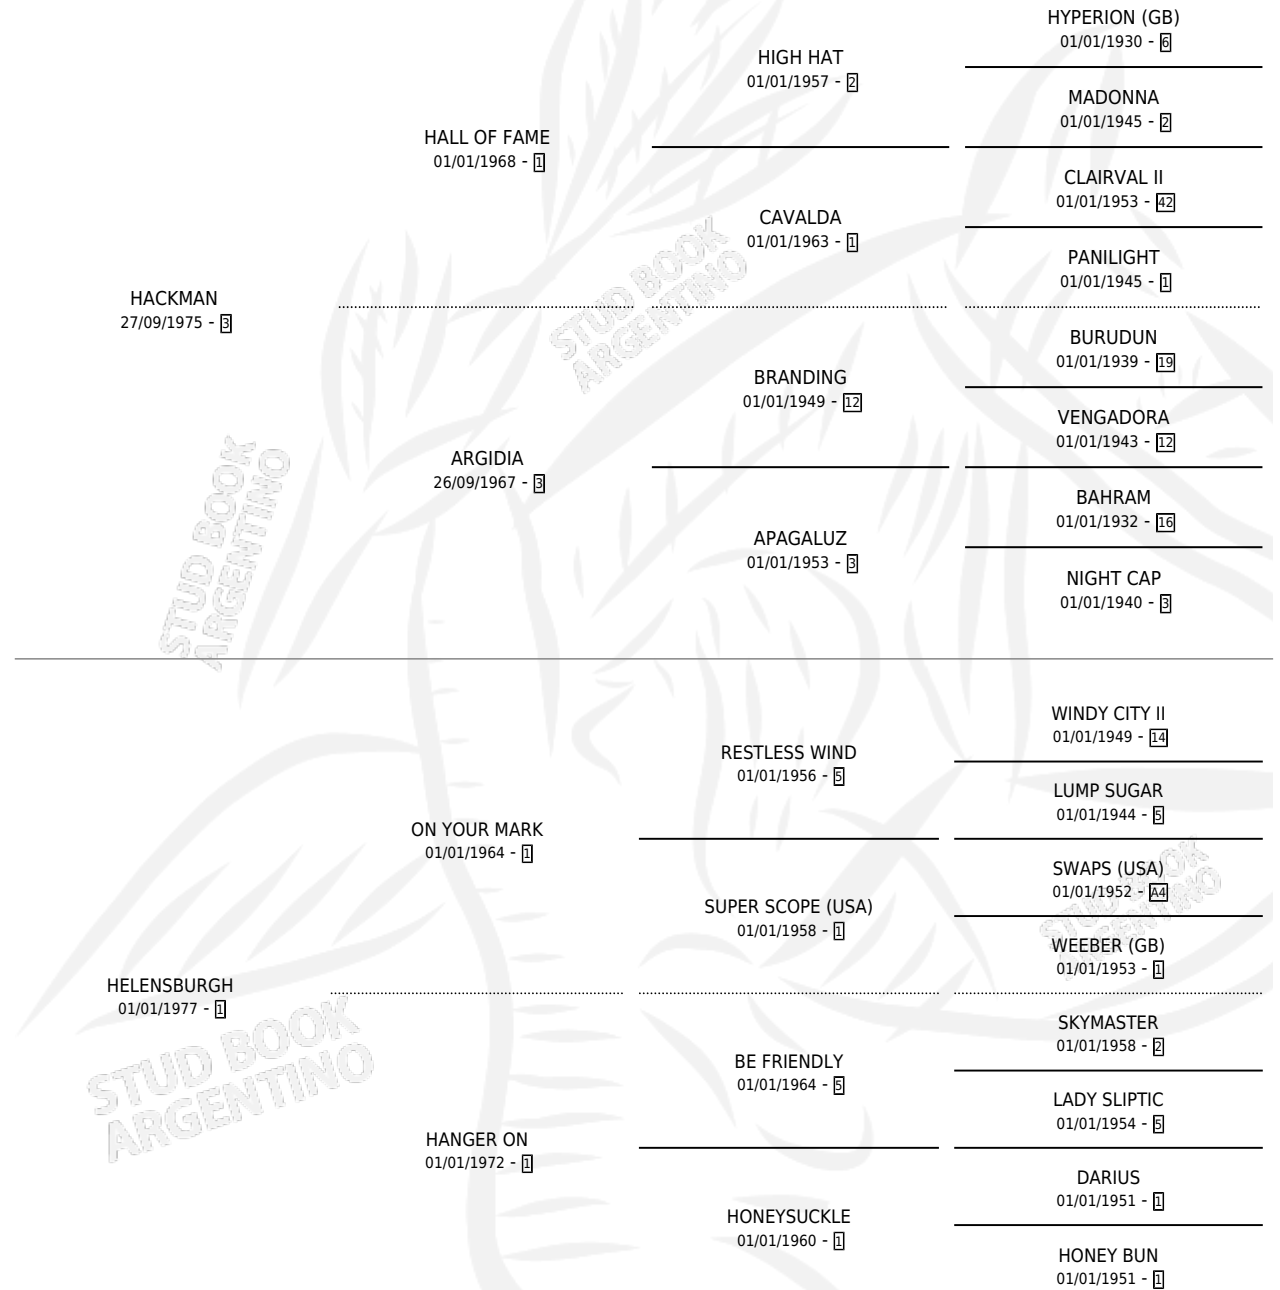 HYPERION (GB)
01/01/1930 - 6
HIGH HAT
01/01/1957 - 2
MADONNA
01/01/1945 - 2
HALL OF FAME
01/01/1968 - 1
CLAIRVAL II
01/01/1953 - 42
CAVALDA
01/01/1963 - 1
PANILIGHT
01/01/1945 - 1
HACKMAN
27/09/1975 - 3
BURUDUN
01/01/1939 - 19
BRANDING
01/01/1949 - 12
VENGADORA
01/01/1943 - 12
ARGIDIA
26/09/1967 - 3
BAHRAM
01/01/1932 - 16
APAGALUZ
01/01/1953 - 3
NIGHT CAP
01/01/1940 - 3
STUD BOOK
ARGENTINO
STUD BOOK
ARGENTINO
WINDY CITY II
01/01/1949 - 14
RESTLESS WIND
01/01/1956 - 5
LUMP SUGAR
01/01/1944 - 5
ON YOUR MARK
01/01/1964 - 1
SWAPS (USA)
01/01/1952 - A4
SUPER SCOPE (USA)
01/01/1958 - 1
WEEBER (GB)
01/01/1953 - 1
HELENSBURGH
01/01/1977 - 1
SKYMASTER
01/01/1958 - 2
BE FRIENDLY
01/01/1964 - 5
LADY SLIPTIC
01/01/1954 - 5
HANGER ON
01/01/1972 - 1
DARIUS
01/01/1951 - 1
HONEYSUCKLE
01/01/1960 - 1
HONEY BUN
01/01/1951 - 1
STUD BOOK
ARGENTINO
STUD BOOK
ARGENTINO